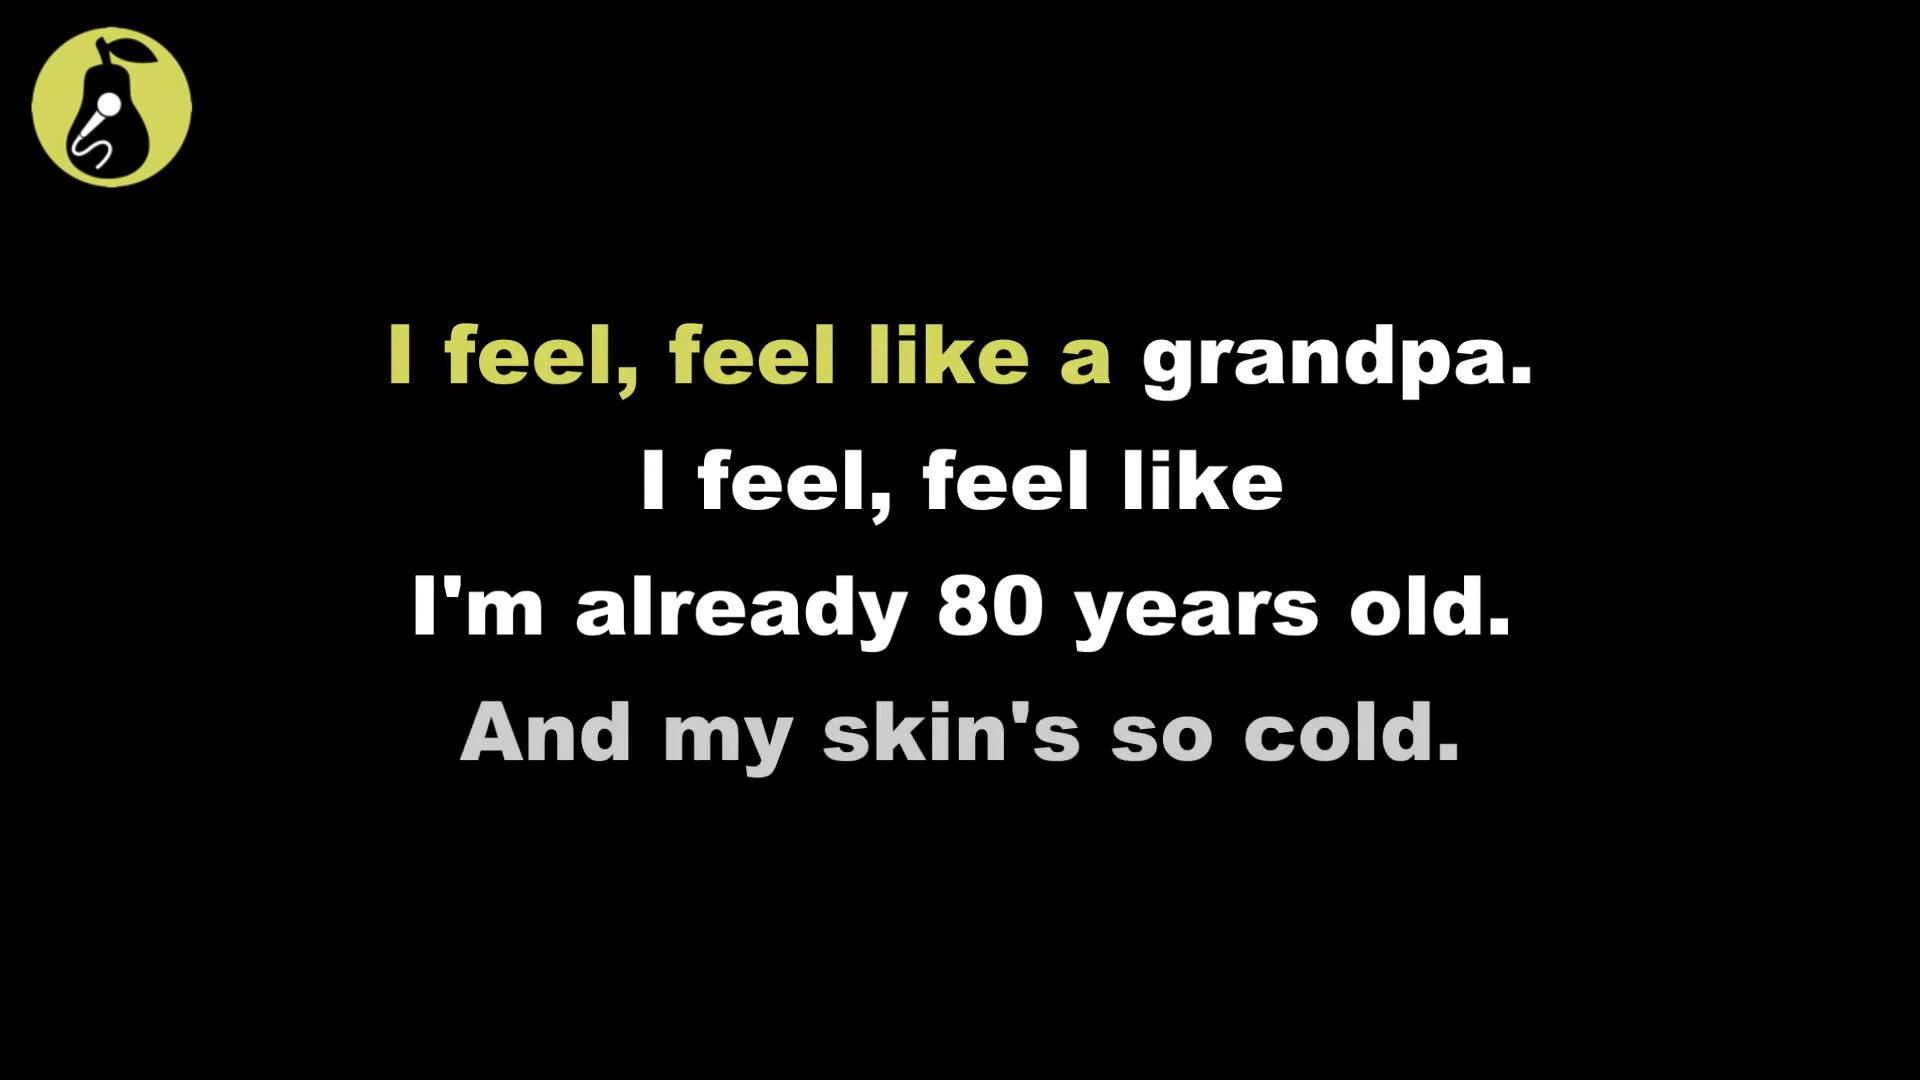 I feel, feel like a grandpa.
I feel, feel like
I'm already 80 years old.
And my skin's so cold.